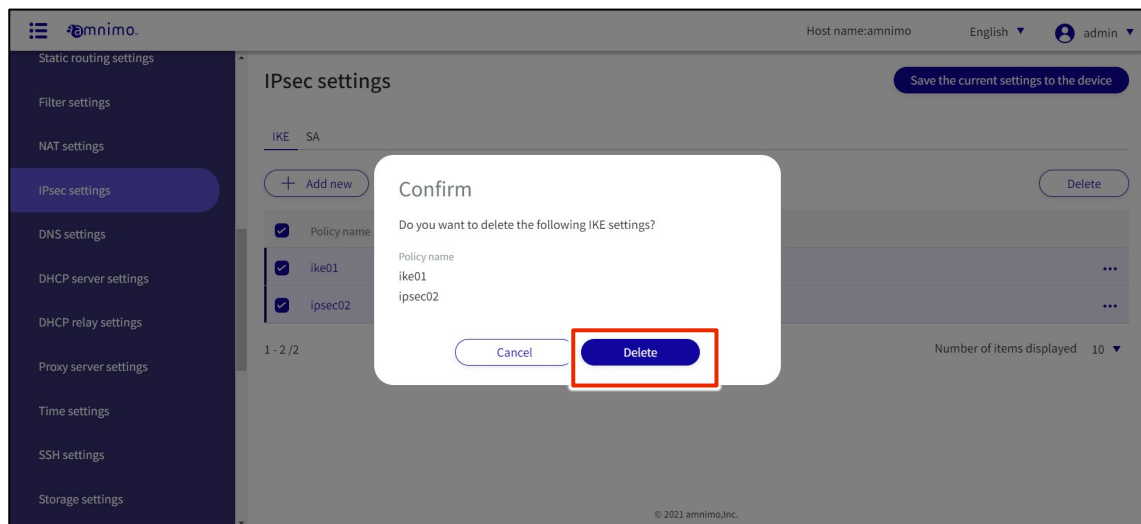 amnimo
Host name:amnimo
English
admin
Static routing settings
Filter settings
NAT settings
IPsec settings
DNS settings
DHCP server settings
DHCP relay settings
Proxy server settings
Time settings
SSH settings
Storage settings
IPsec settings
Save the current settings to the device
IKE SA
+ Add new
Delete
Policy name
ike01
ipsec02
1 - 2 /2
Number of items displayed 10
Confirm
Do you want to delete the following IKE settings?
Policy name
ike01
ipsec02
Cancel
Delete
© 2021 amnimo,Inc.